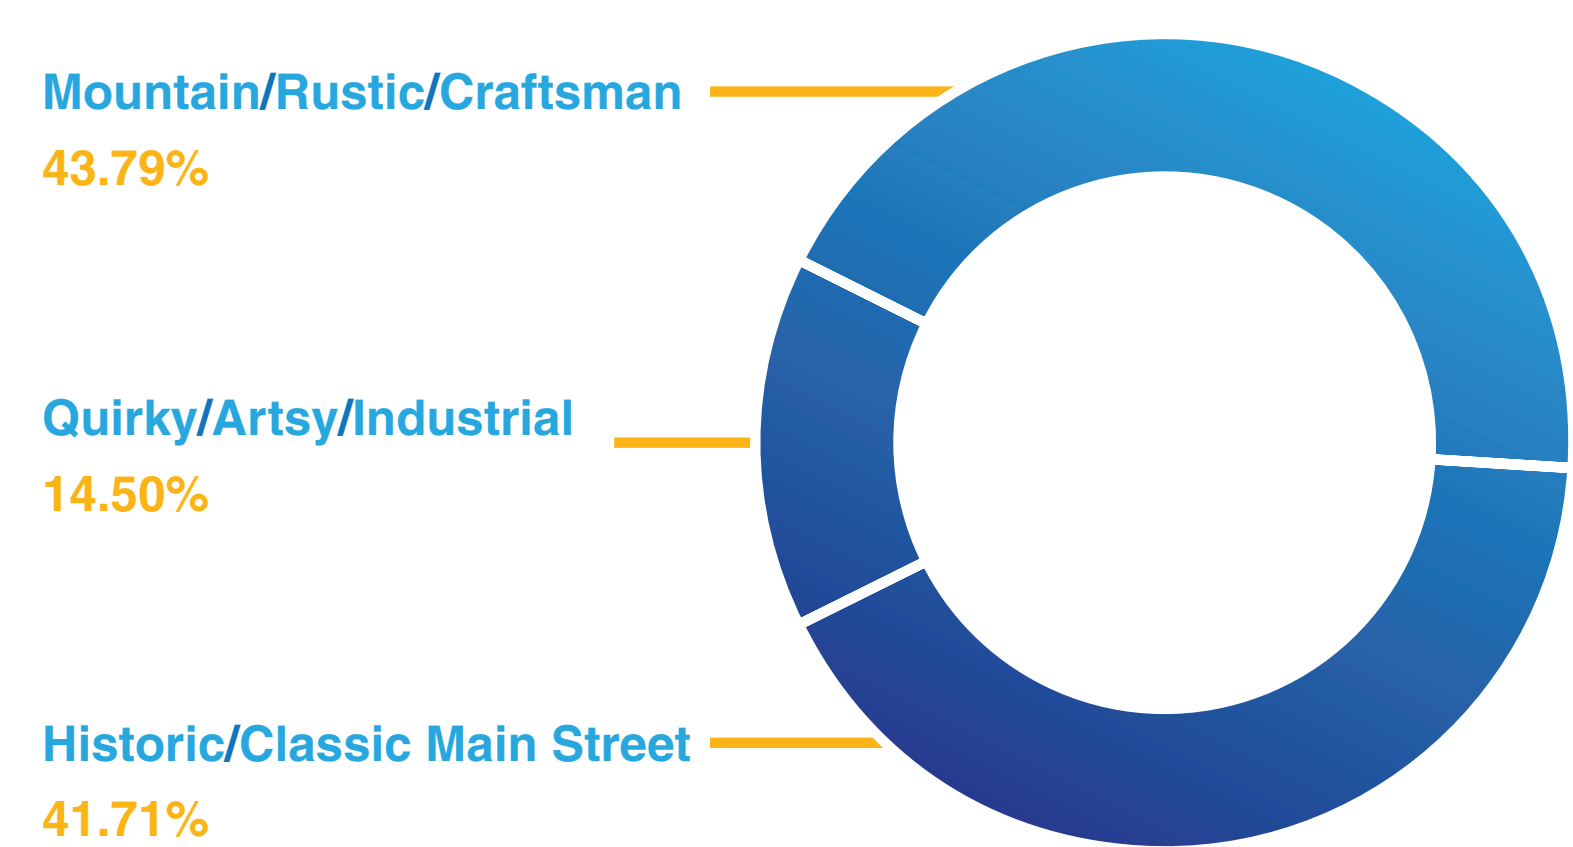 Mountain/Rustic/Craftsman
43.79%
Quirky/Artsy/Industrial
14.50%
Historic/Classic Main Street
41.71%